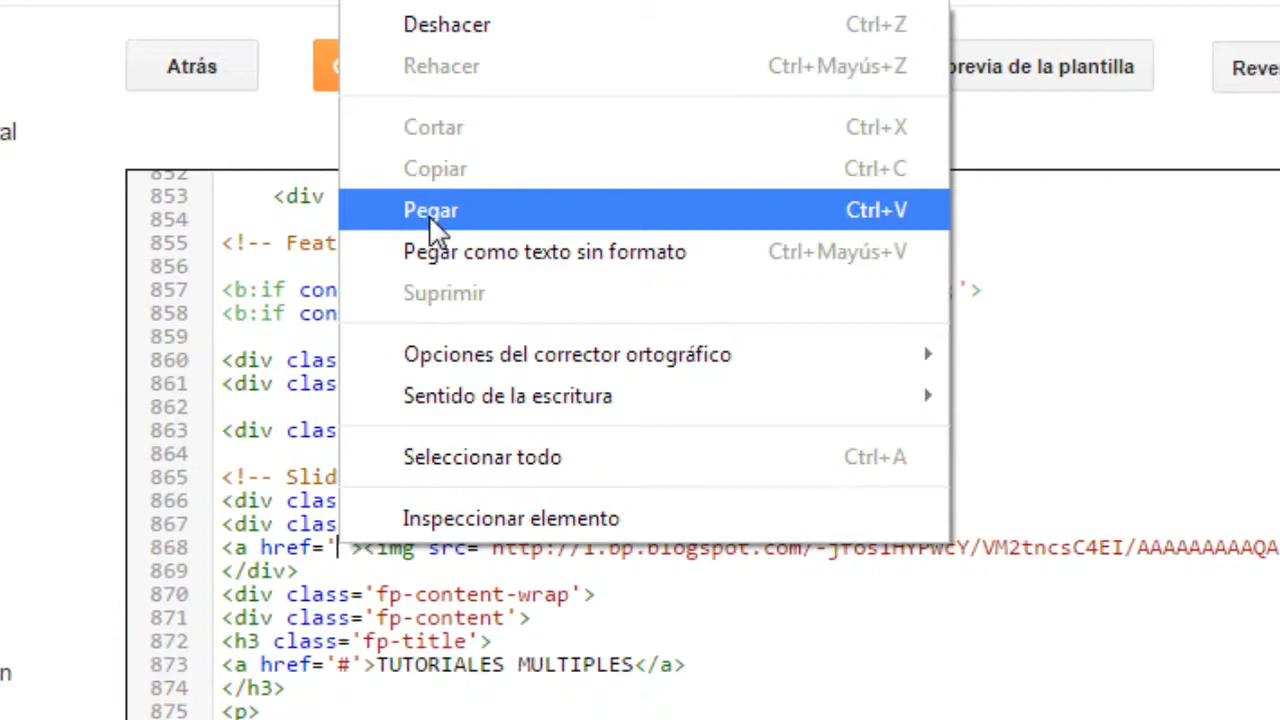 Deshacer Ctrl+Z
Atrás
Rehacer Ctrl+Mayús+Z
previa de la plantilla
Reve
al
Cortar Ctrl+X
Copiar Ctrl+C
852
853 <div
Pegar Ctrl+V
854
855 <!-- Feat
Pegar como texto sin formato Ctrl+Mayús+V
856
857 <b:if con '>
Suprimir
858 <b:if con
859
860 <div clas
Opciones del corrector ortográfico
861 <div clas
Sentido de la escritura
862
863 <div clas
864
Seleccionar todo Ctrl+A
865 <!-- Slid
866 <div clas
867 <div clas
Inspeccionar elemento
868 <a href=' '><img src='
869 </div>
870 <div class='fp-content-wrap'>
871 <div class='fp-content'>
872 <h3 class='fp-title'>
873 <a href='#'>TUTORIALES MULTIPLES</a>
n
874 </h3>
875 <p>